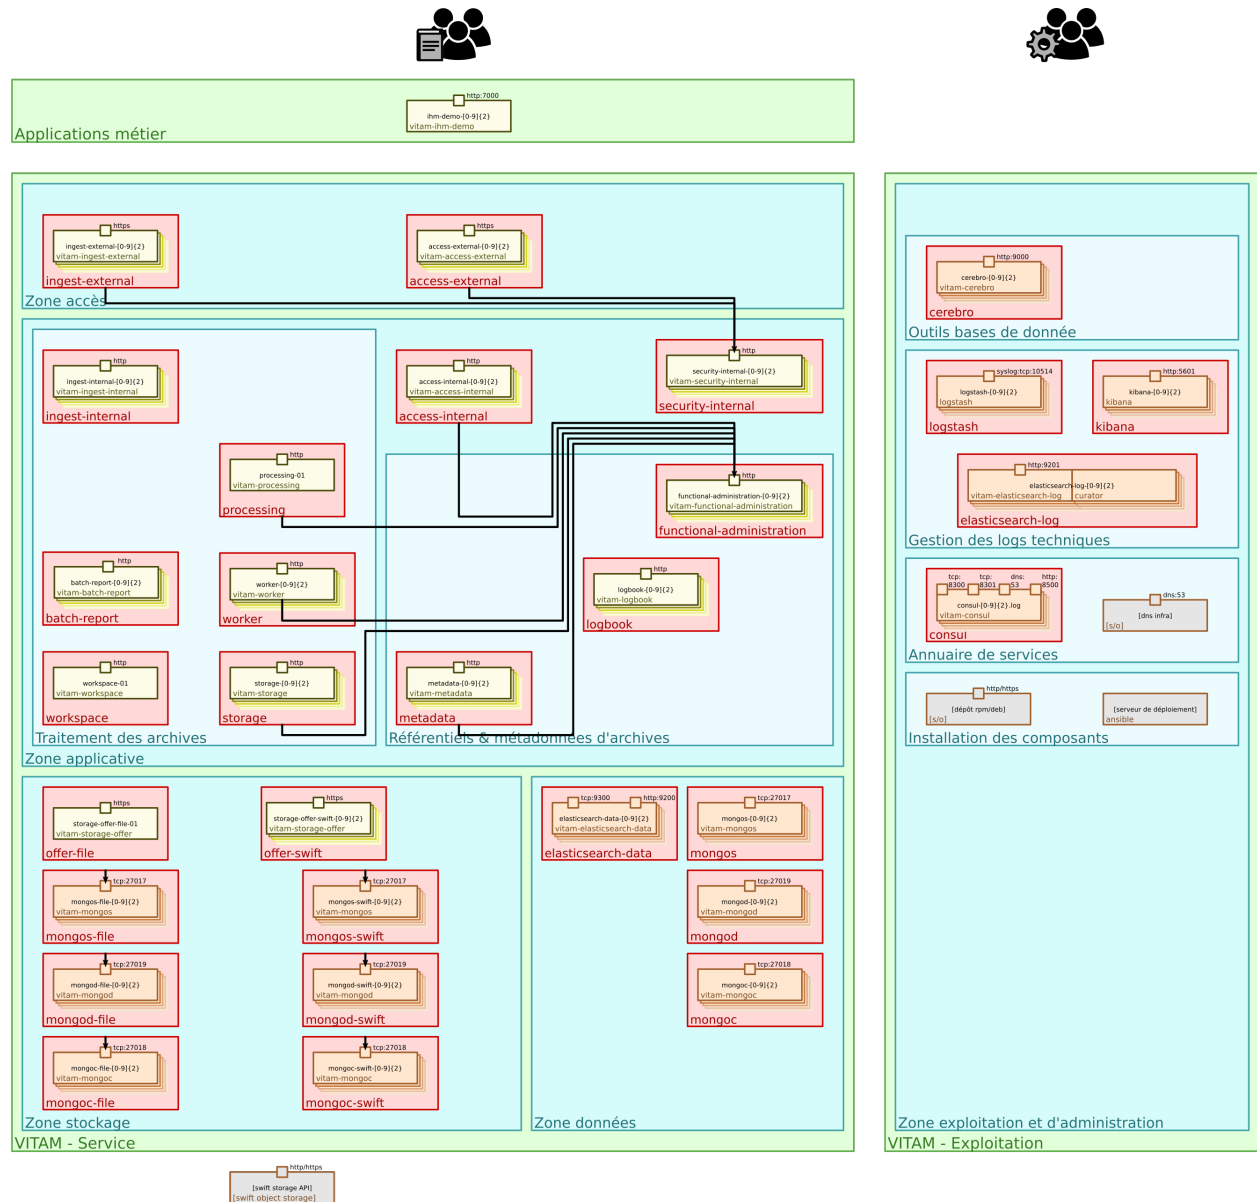 http:7000
ihm-demo-[0-9]{2}
vitam-ihm-demo
Applications métier
https
ingest-external-[0-9]{2}
vitam-ingest-external
ingest-external
https
access-external-[0-9]{2}
vitam-access-external
access-external
Zone accès
http
ingest-internal-[0-9]{2}
vitam-ingest-internal
ingest-internal
http
access-internal-[0-9]{2}
vitam-access-internal
access-internal
http
security-internal-[0-9]{2}
vitam-security-internal
security-internal
http
processing-01
vitam-processing
processing
http
functional-administration-[0-9]{2}
vitam-functional-administration
functional-administration
http
batch-report-[0-9]{2}
vitam-batch-report
batch-report
http
worker-[0-9]{2}
vitam-worker
worker
http
logbook-[0-9]{2}
vitam-logbook
logbook
http
workspace-01
vitam-workspace
workspace
http
storage-[0-9]{2}
vitam-storage
storage
http
metadata-[0-9]{2}
vitam-metadata
metadata
Traitement des archives
Référentiels & métadonnées d'archives
Zone applicative
https
storage-offer-file-01
vitam-storage-offer
offer-file
https
storage-offer-swift-[0-9]{2}
vitam-storage-offer
offer-swift
tcp:27017
mongos-file-[0-9]{2}
vitam-mongos
mongos-file
tcp:27017
mongos-swift-[0-9]{2}
vitam-mongos
mongos-swift
tcp:27019
mongod-file-[0-9]{2}
vitam-mongod
mongod-file
tcp:27019
mongod-swift-[0-9]{2}
vitam-mongod
mongod-swift
tcp:27018
mongoc-file-[0-9]{2}
vitam-mongoc
mongoc-file
tcp:27018
mongoc-swift-[0-9]{2}
vitam-mongoc
mongoc-swift
Zone stockage
tcp:9300
http:9200
elasticsearch-data-[0-9]{2}
vitam-elasticsearch-data
elasticsearch-data
tcp:27017
mongos-[0-9]{2}
vitam-mongos
mongos
tcp:27019
mongod-[0-9]{2}
vitam-mongod
mongod
tcp:27018
mongoc-[0-9]{2}
vitam-mongoc
mongoc
Zone données
VITAM - Service
http/https
[swift storage API]
[swift object storage]
http:9000
cerebro-[0-9]{2}
vitam-cerebro
cerebro
Outils bases de donnée
syslog:tcp:10514
logstash-[0-9]{2}
logstash
logstash
http:5601
kibana-[0-9]{2}
kibana
kibana
http:9201
elasticsearch-log-[0-9]{2}
vitam-elasticsearch-log curator
elasticsearch-log
Gestion des logs techniques
tcp: tcp: dns: http:
8300 8301 53 8500
consul-[0-9]{2}.log
vitam-consul
consul
dns:53
[dns infra]
[s/o]
Annuaire de services
http/https
[dépôt rpm/deb]
[s/o]
[serveur de déploiement]
ansible
Installation des composants
Zone exploitation et d'administration
VITAM - Exploitation